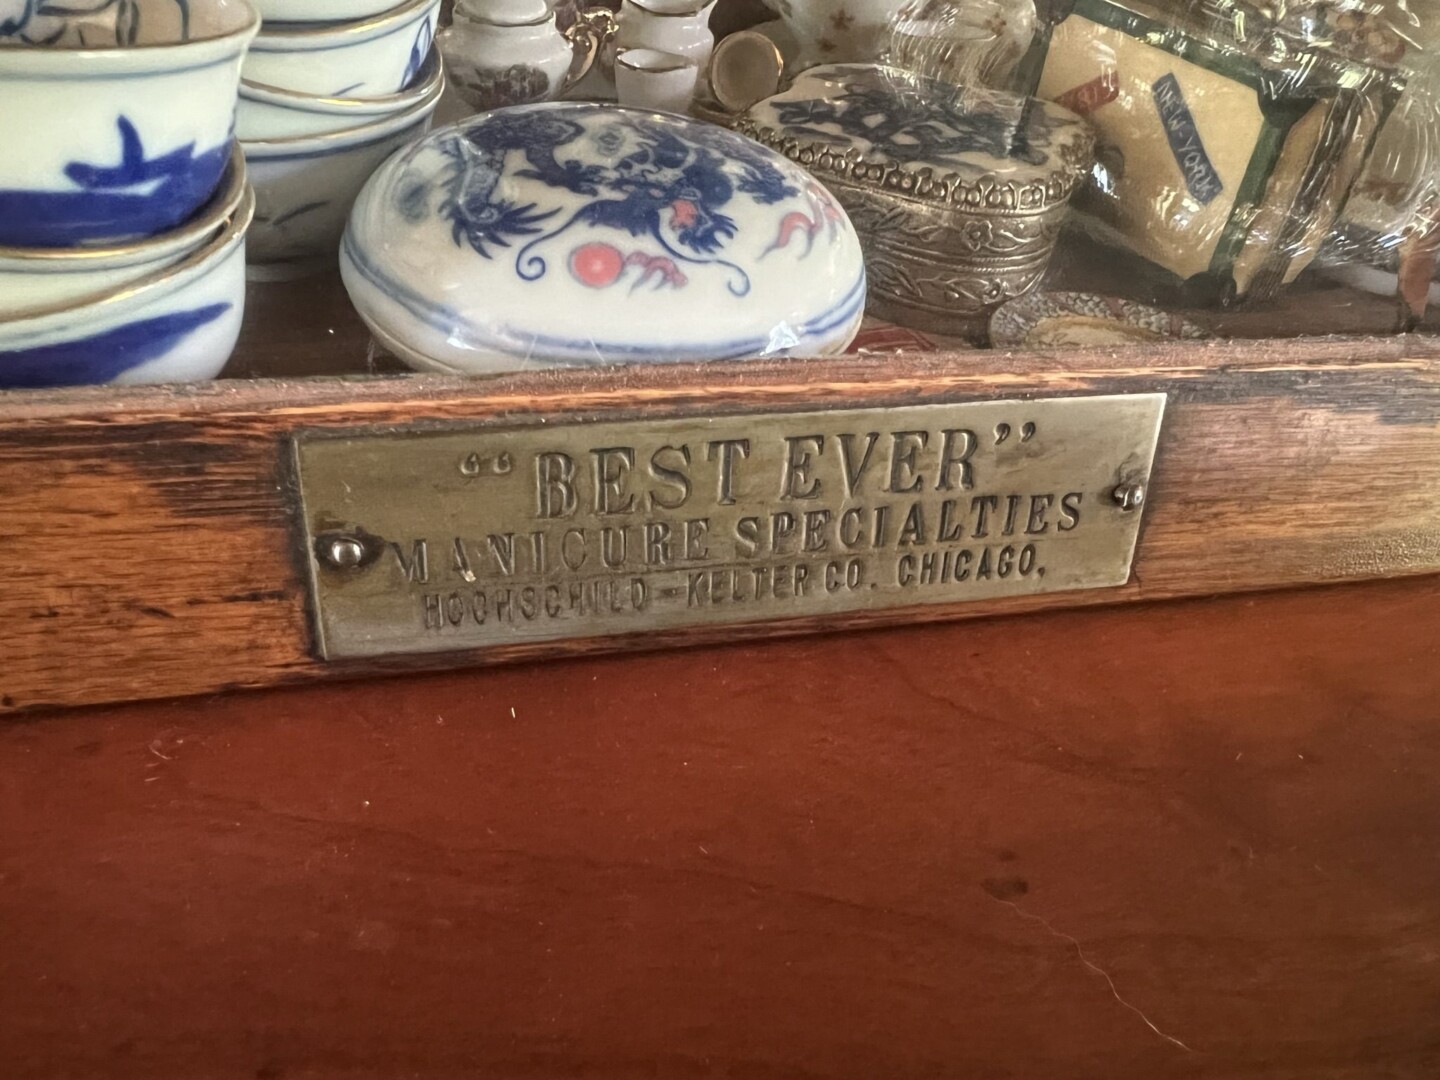 NEW-YORK
“BEST EVER”
MANICURE SPECIALTIES
HOCHSCHILD-KELTER CO. CHICAGO.